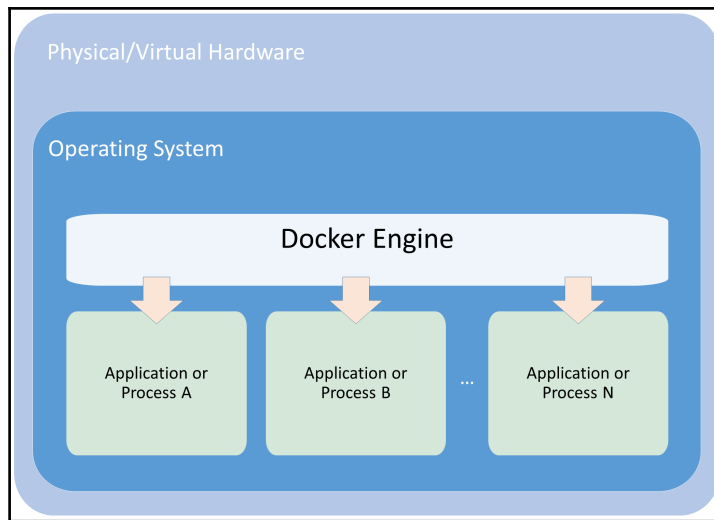 Physical/Virtual Hardware
Operating System
Docker Engine
Application or
Process A
Application or
Process B
...
Application or
Process N